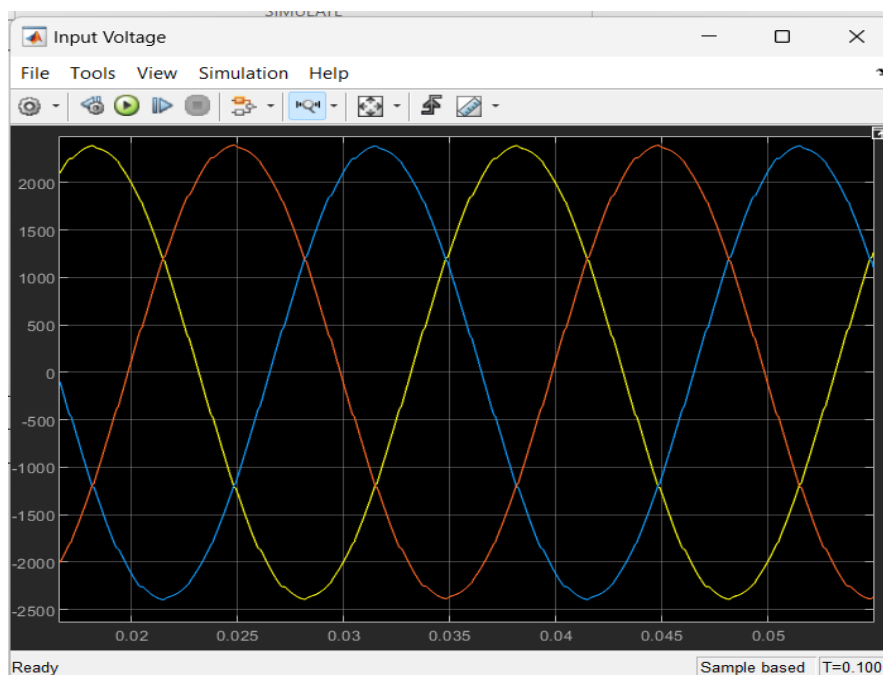 SIMULATE
Input Voltage
File Tools View Simulation Help
2000
1500
1000
500
0
-500
-1000
-1500
-2000
-2500
0.02 0.025 0.03 0.035 0.04 0.045 0.05
Ready Sample based T=0.100